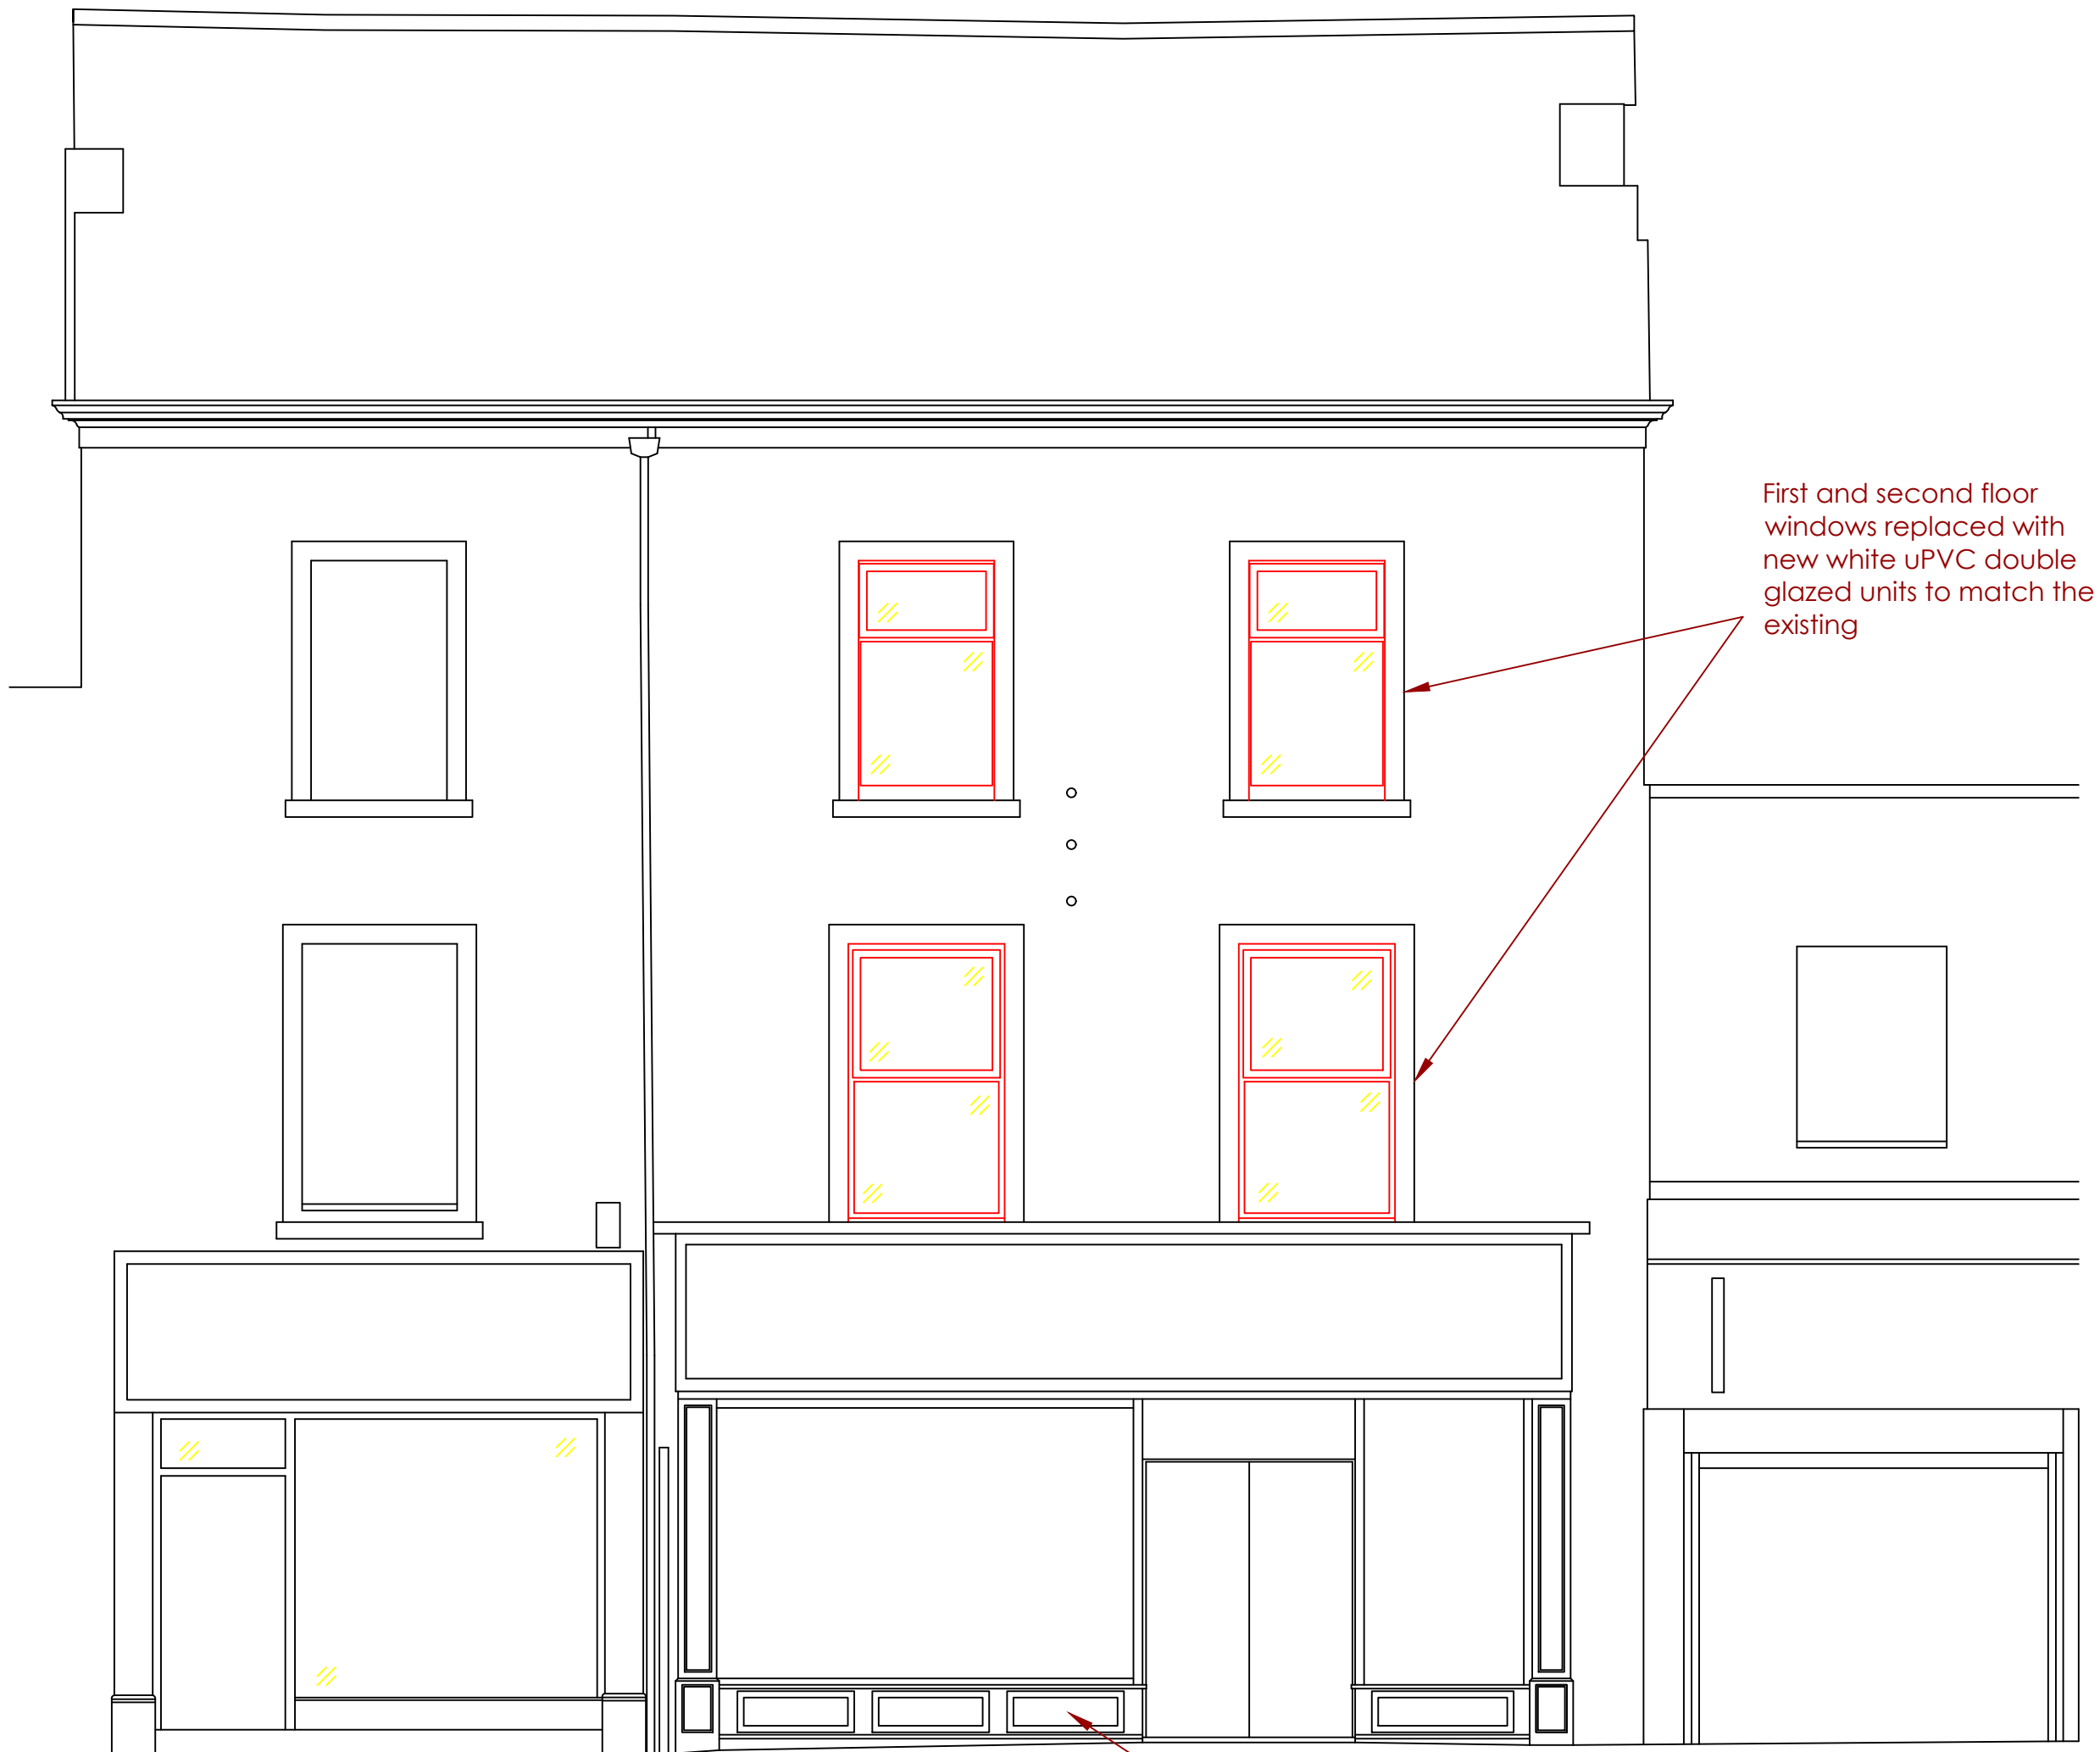 First and second floor
windows replaced with
new white uPVC double
glazed units to match the
existing